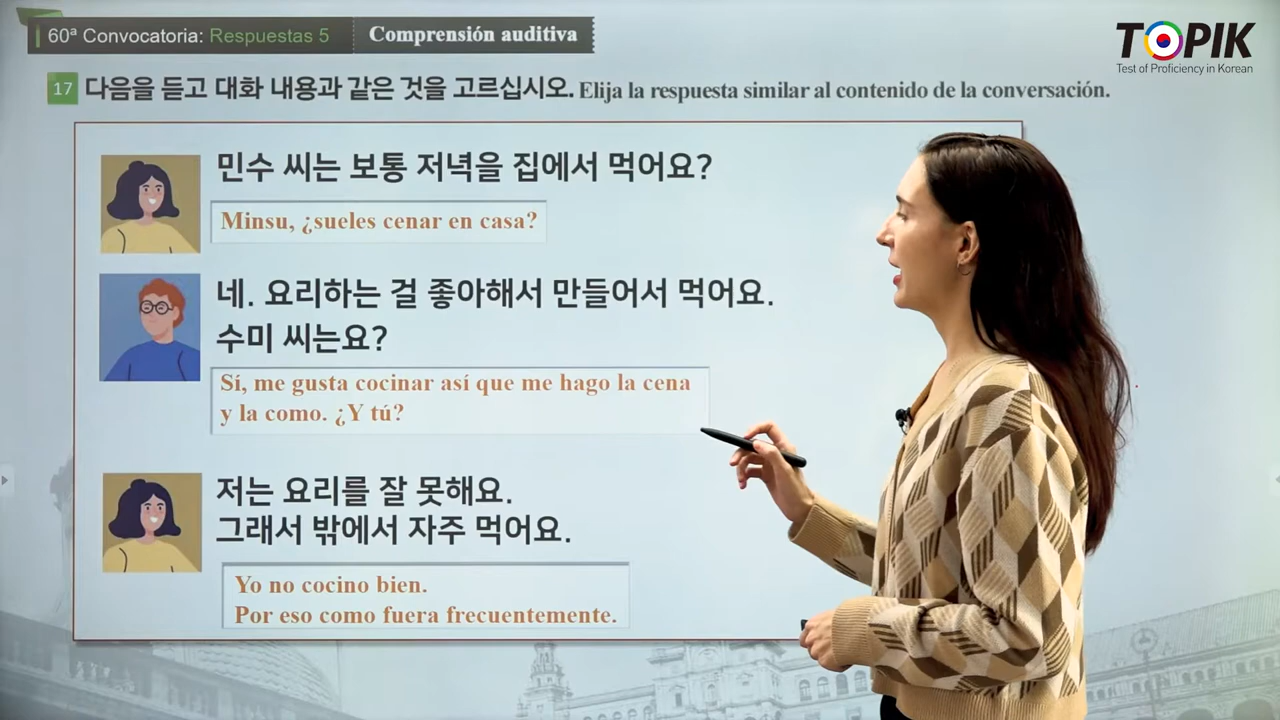 60ª Convocatoria: Respuestas 5
Comprensión auditiva
TOPIK
Test of Proficiency in Korean
17 다음을 듣고 대화 내용과 같은 것을 고르십시오. Elija la respuesta similar al contenido de la conversación.
민수 씨는 보통 저녁을 집에서 먹어요?
Minsu, ¿sueles cenar en casa?
네. 요리하는 걸 좋아해서 만들어서 먹어요.
수미 씨는요?
Sí, me gusta cocinar así que me hago la cena
y la como. ¿Y tú?
저는 요리를 잘 못해요.
그래서 밖에서 자주 먹어요.
Yo no cocino bien.
Por eso como fuera frecuentemente.